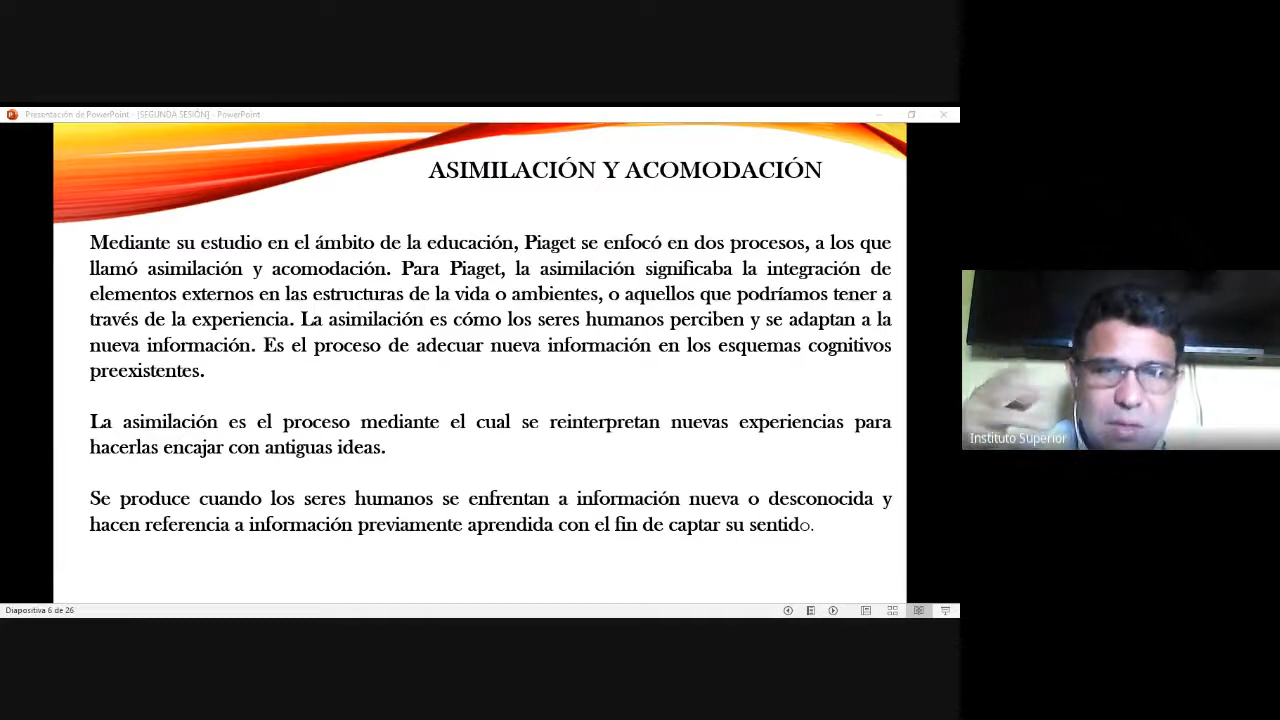 Presentación de PowerPoint - [SEGUNDA SESIÓN] - PowerPoint
ASIMILACIÓN Y ACOMODACIÓN
Mediante su estudio en el ámbito de la educación, Piaget se enfocó en dos procesos, a los que
llamó asimilación y acomodación. Para Piaget, la asimilación significaba la integración de
elementos externos en las estructuras de la vida o ambientes, o aquellos que podríamos tener a
través de la experiencia. La asimilación es cómo los seres humanos perciben y se adaptan a la
nueva información. Es el proceso de adecuar nueva información en los esquemas cognitivos
preexistentes.
La asimilación es el proceso mediante el cual se reinterpretan nuevas experiencias para
hacerlas encajar con antiguas ideas.
Se produce cuando los seres humanos se enfrentan a información nueva o desconocida y
hacen referencia a información previamente aprendida con el fin de captar su sentido.
Diapositiva 6 de 26
Instituto Superior